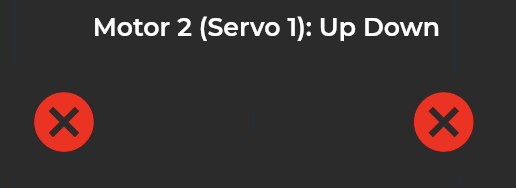 Motor 2 (Servo 1): Up Down